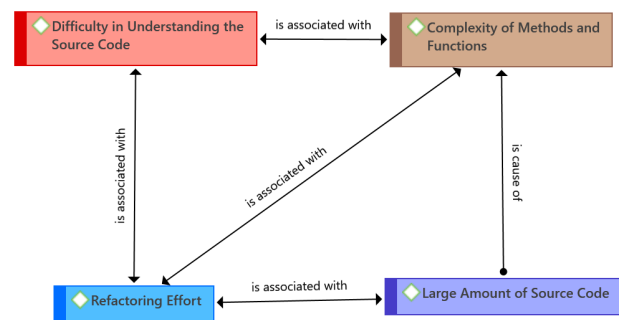 Difficulty in Understanding the
Source Code
is associated with
Complexity of Methods and
Functions
is associated with
is associated with
is cause of
Refactoring Effort
is associated with
Large Amount of Source Code